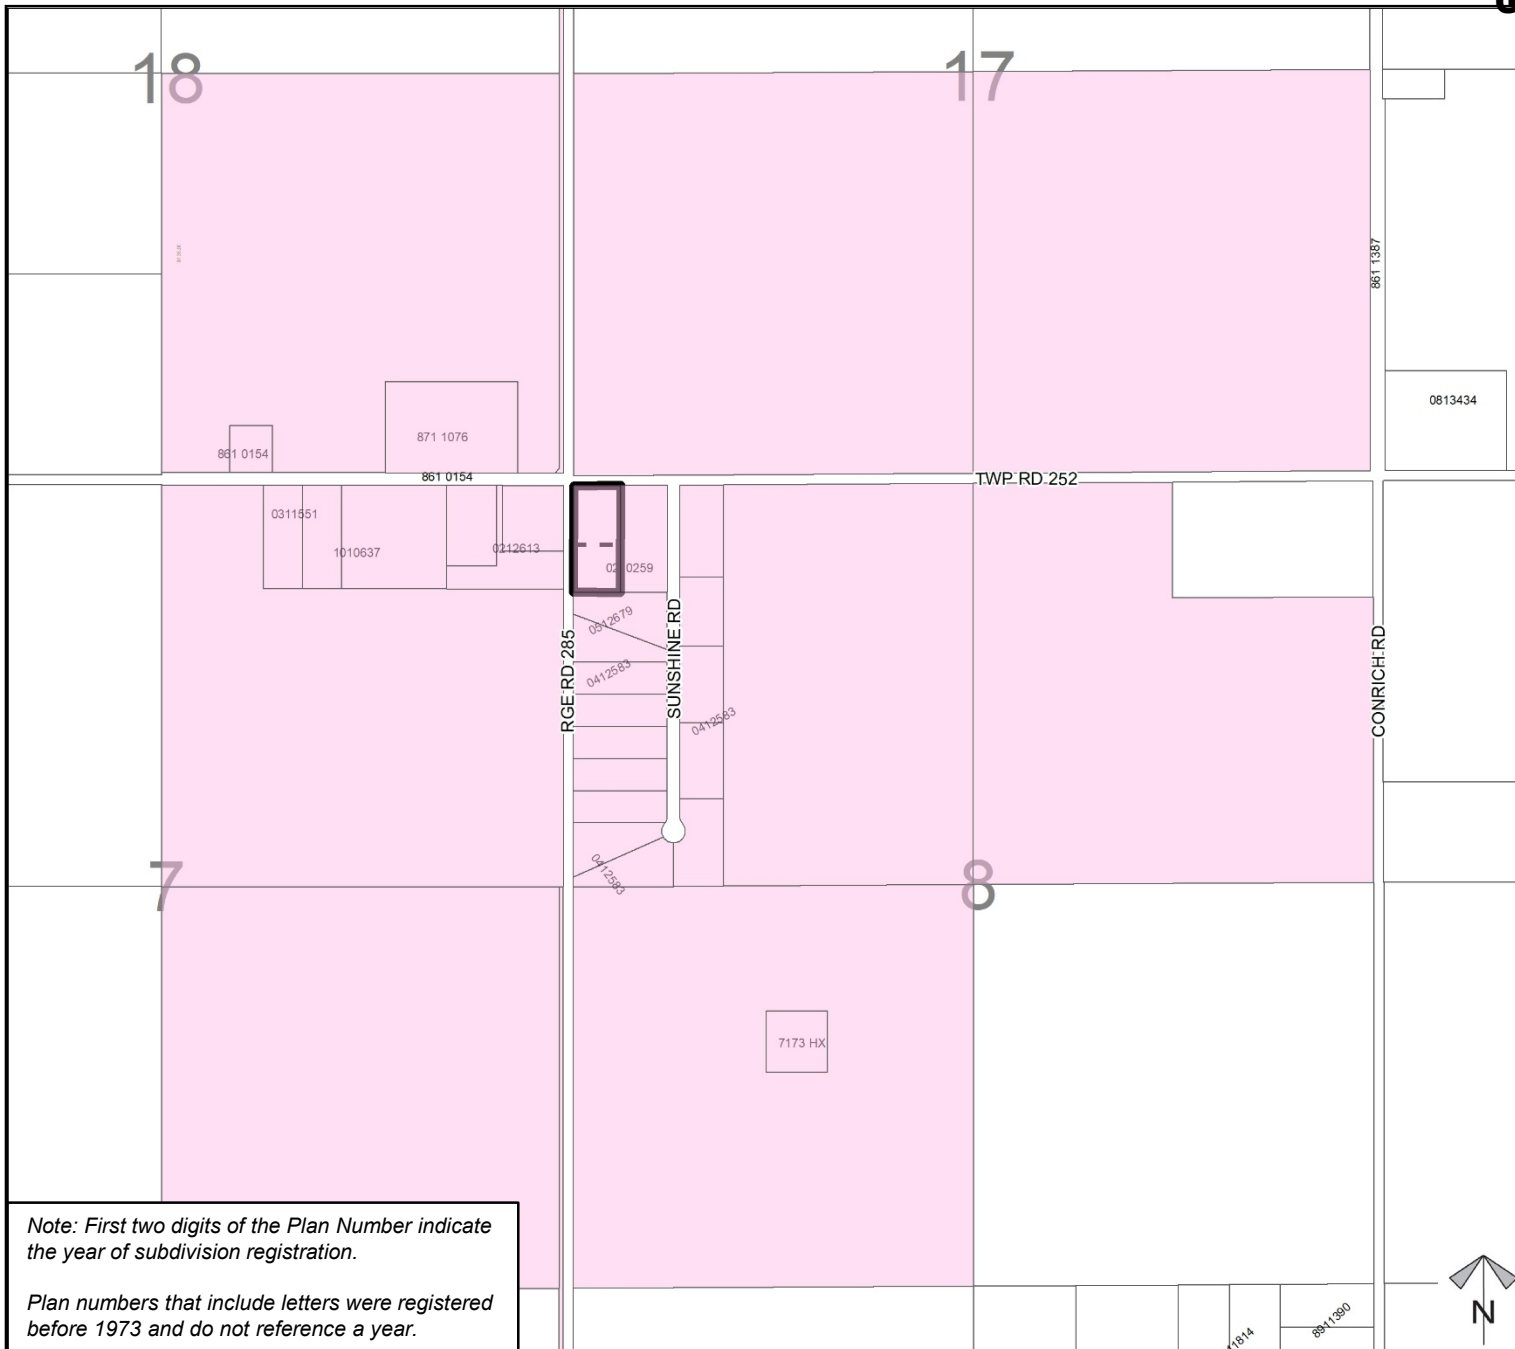 18
17
861 1387
0813434
871 1076
861 0154
861 0154
TWP RD 252
0311551
1010637
0212613
0259
0512679
0412583
RGE RD 285
SUNSHINE RD
0412583
CONRICH RD
0412583
7
8
7173 HX
Note: First two digits of the Plan Number indicate
the year of subdivision registration.
Plan numbers that include letters were registered
before 1973 and do not reference a year.
8911390
1814
N